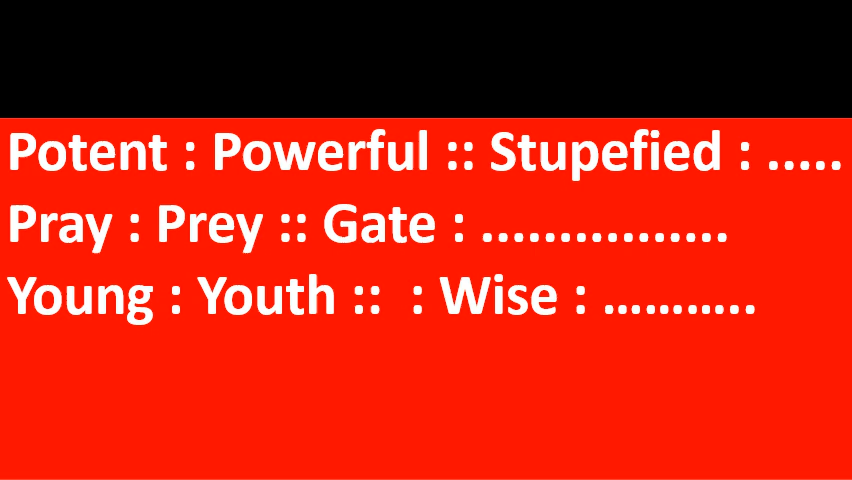 Potent : Powerful :: Stupefied : .....
Pray : Prey :: Gate : ................
Young : Youth ::  : Wise : ...........